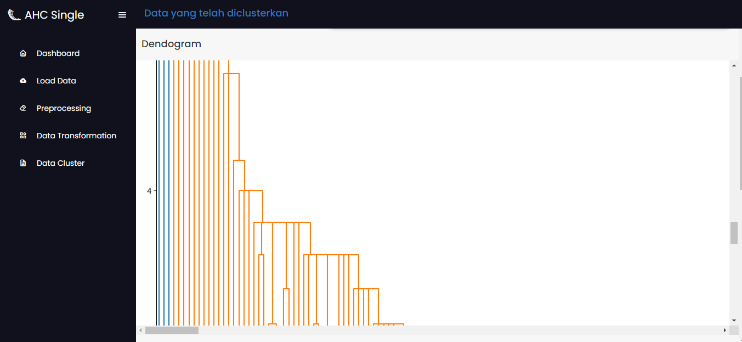 AHC Single
Data yang telah diclusterkan
Dashboard
Load Data
Preprocessing
Data Transformation
Data Cluster
Dendogram
4